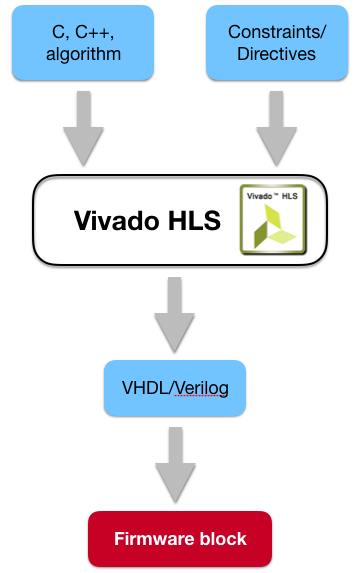 C, C++,
algorithm
Constraints/
Directives
Vivado HLS
Vivado™ HLS
VHDL/Verilog
Firmware block